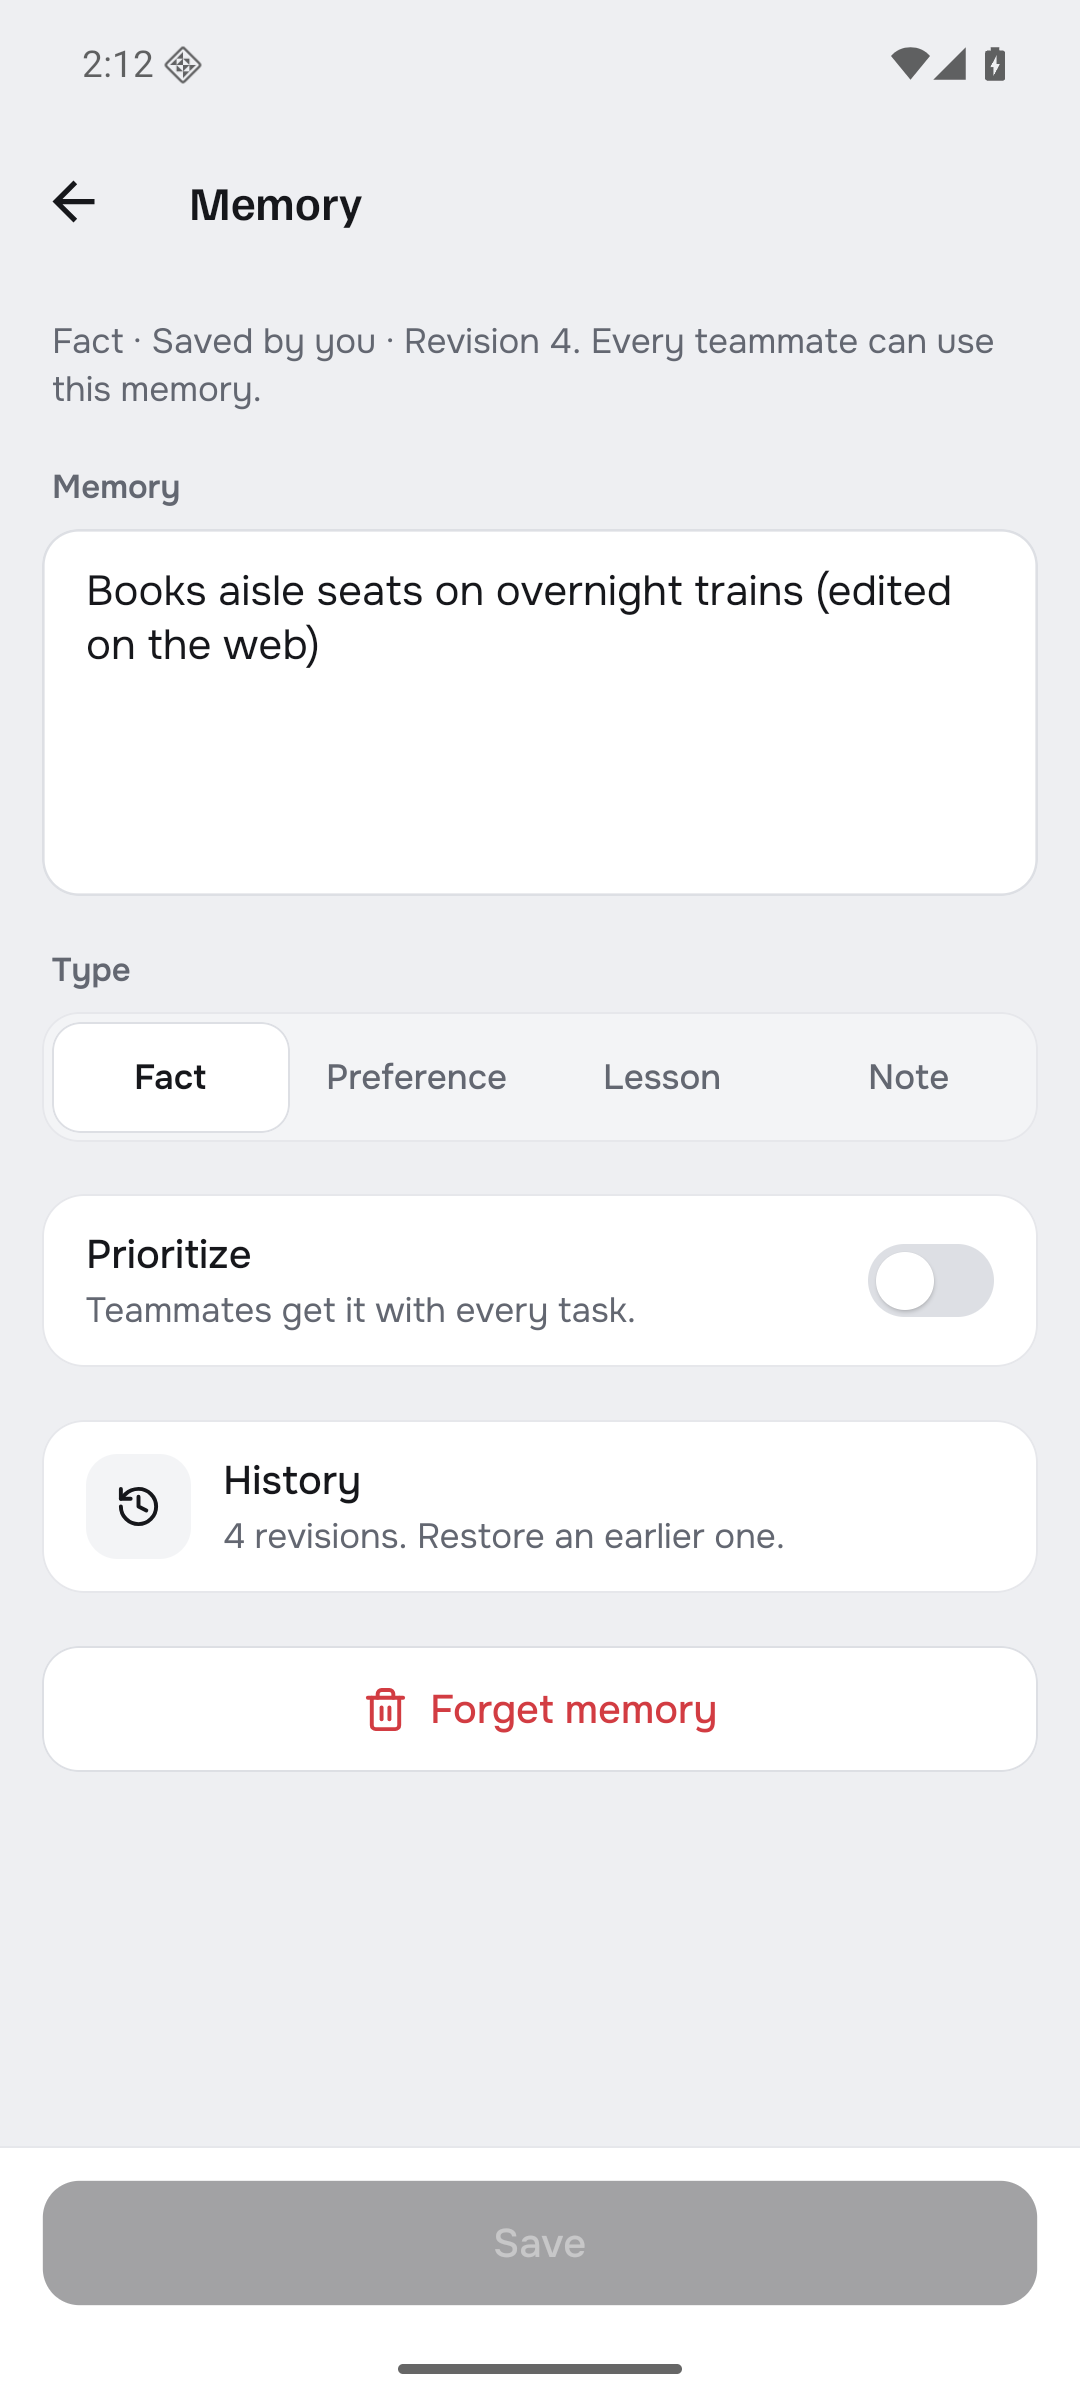 2:12
Memory
Fact · Saved by you · Revision 4. Every teammate can use
this memory.
Memory
Books aisle seats on overnight trains (edited
on the web)
Type
Fact
Preference
Lesson
Note
Prioritize
Teammates get it with every task.
History
4 revisions. Restore an earlier one.
Forget memory
Save